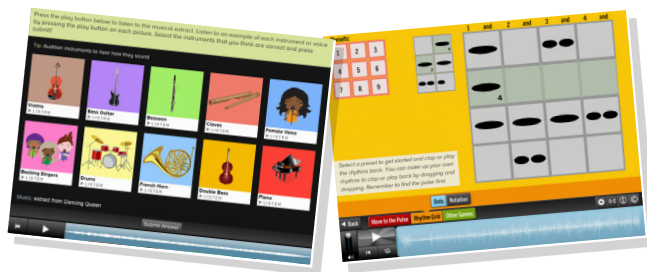 Press the play button below to listen to the musical extract. Listen to an example of each instrument or voice
by pressing the play button on each picture. Select the instruments that you think are correct and press
submit!
Tip: Audition instruments to hear how they sound
Violins
LISTEN
Bass Guitar
LISTEN
Bassoon
LISTEN
Claves
LISTEN
Female Voice
LISTEN
Backing Singers
LISTEN
Drums
LISTEN
French Horn
LISTEN
Double Bass
LISTEN
Piano
LISTEN
Music: extract from Dancing Queen
Submit Answer
Presets:
1 2 3
4 5 6
7 8 9
1 and 2 and 3 and 4 and
4
Select a preset to get started and clap or play
the rhythm back. You can make up your own
rhythms to clap or play back by dragging and
dropping. Remember to find the pulse first.
Dots Notation
Back Move to the Pulse Rhythm Grid Other Games